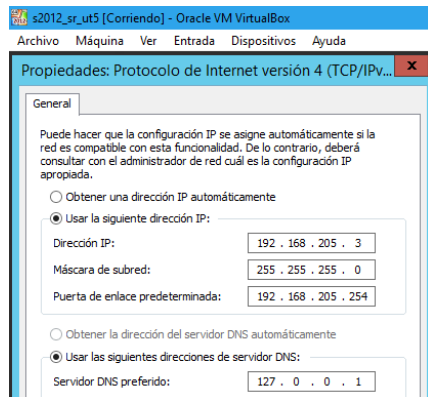 s2012_sr_ut5 [Corriendo] - Oracle VM VirtualBox
Archivo Máquina Ver Entrada Dispositivos Ayuda
Propiedades: Protocolo de Internet versión 4 (TCP/IPv... x
General
Puede hacer que la configuración IP se asigne automáticamente si la
red es compatible con esta funcionalidad. De lo contrario, deberá
consultar con el administrador de red cuál es la configuración IP
apropiada.
Obtener una dirección IP automáticamente
Usar la siguiente dirección IP:
Dirección IP: 192 . 168 . 205 . 3
Máscara de subred: 255 . 255 . 255 . 0
Puerta de enlace predeterminada: 192 . 168 . 205 . 254
Obtener la dirección del servidor DNS automáticamente
Usar las siguientes direcciones de servidor DNS:
Servidor DNS preferido: 127 . 0 . 0 . 1